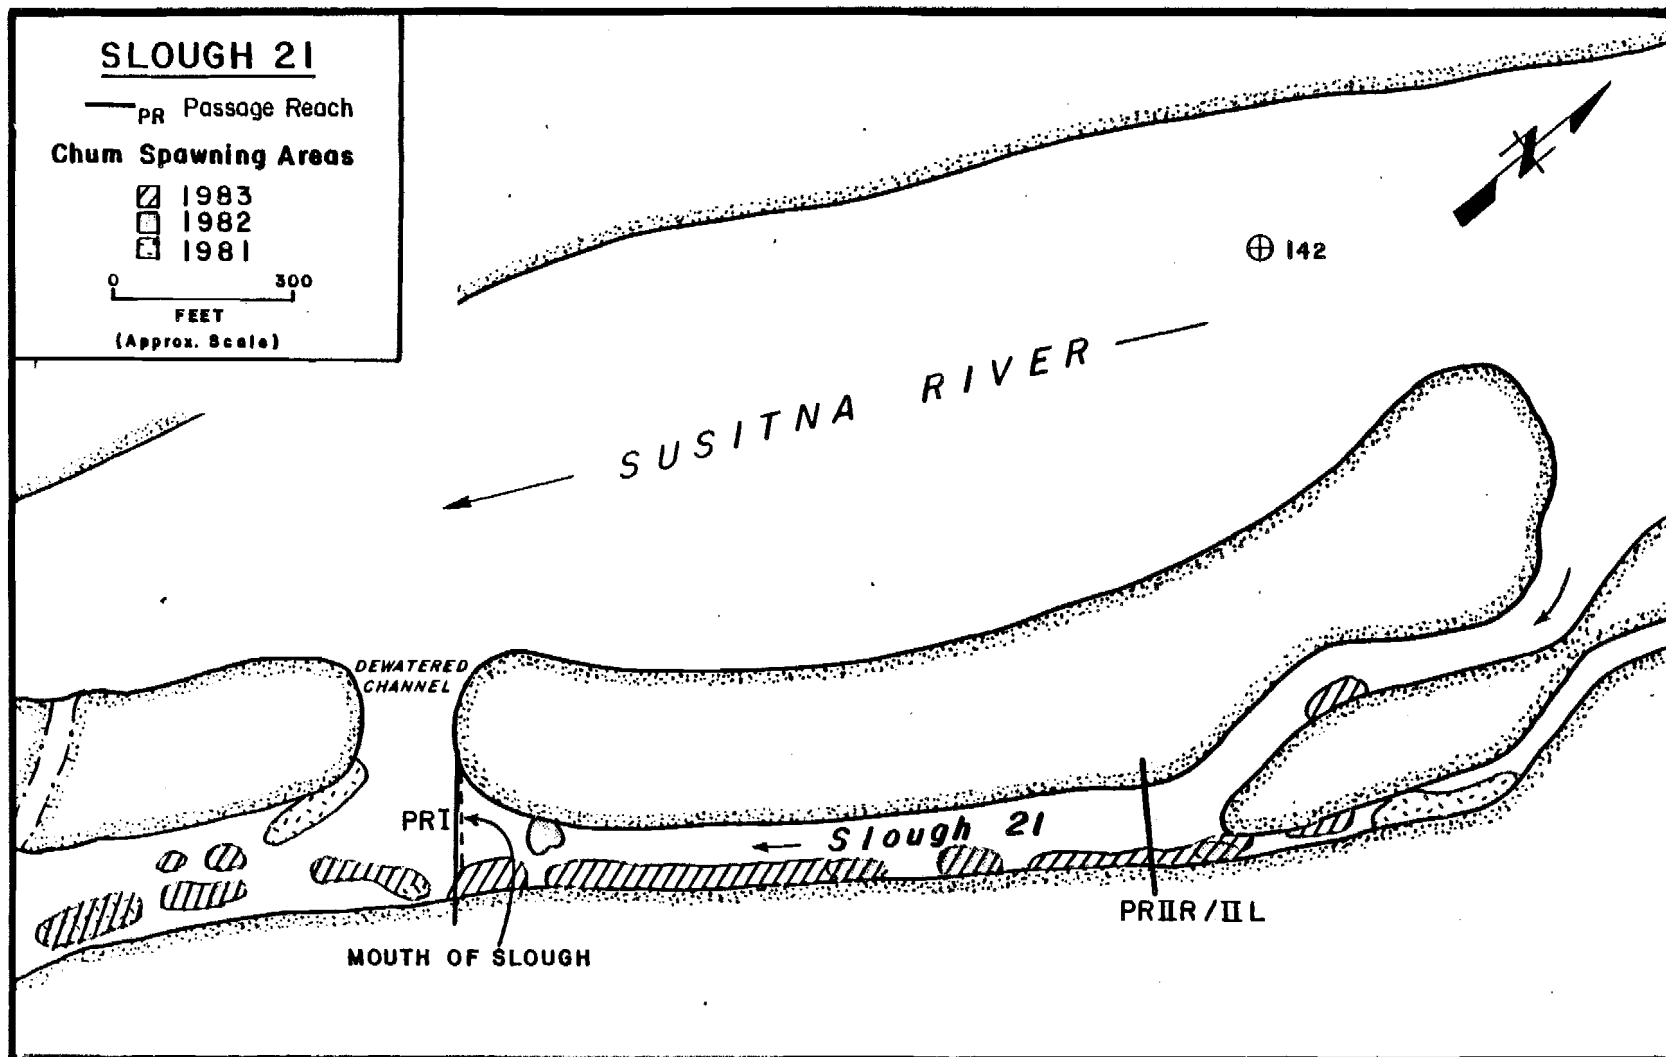 SLOUGH 21
PR Passage Reach
Chum Spawning Areas
1983
1982
1981
0 300
FEET
(Approx. Scale)
142
SUSITNA RIVER
DEWATERED
CHANNEL
PRI
Slough 21
PRIIR/IIL
MOUTH OF SLOUGH